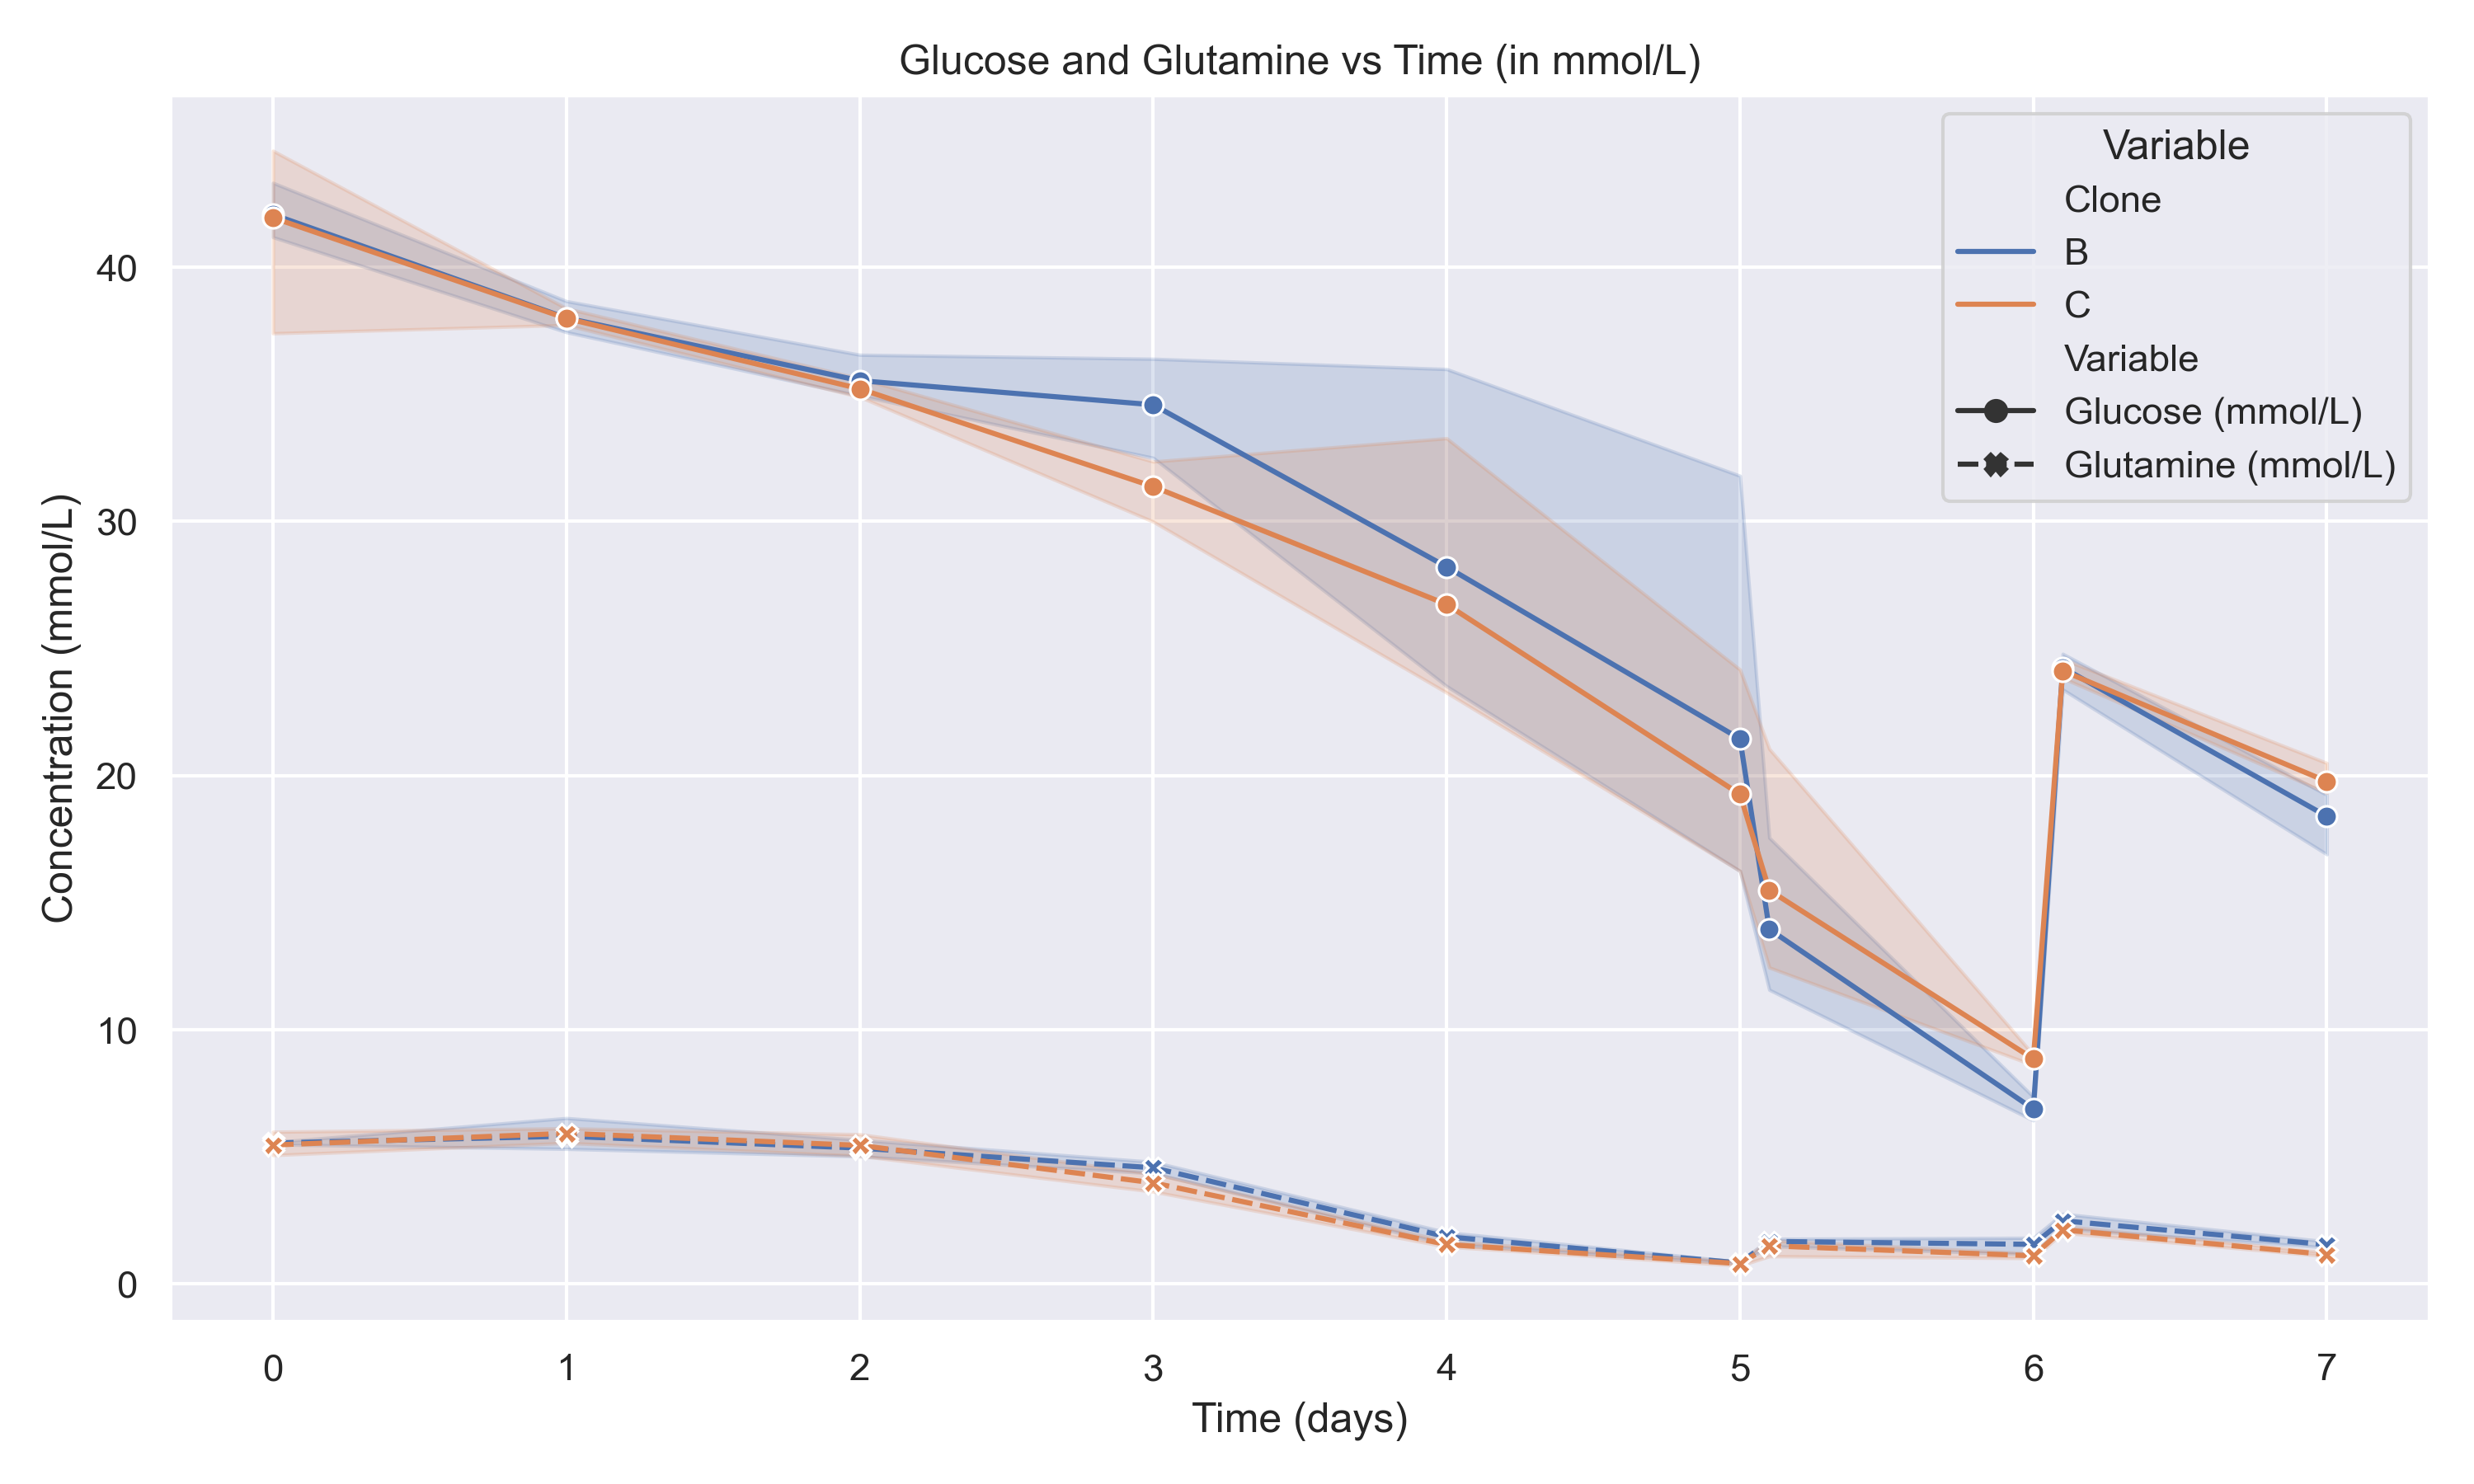 Glucose and Glutamine vs Time (in mmol/L)
Variable
Clone
B
C
Variable
Glucose (mmol/L)
Glutamine (mmol/L)
Concentration (mmol/L)
40
30
20
10
0
0 1 2 3 4 5 6 7
Time (days)